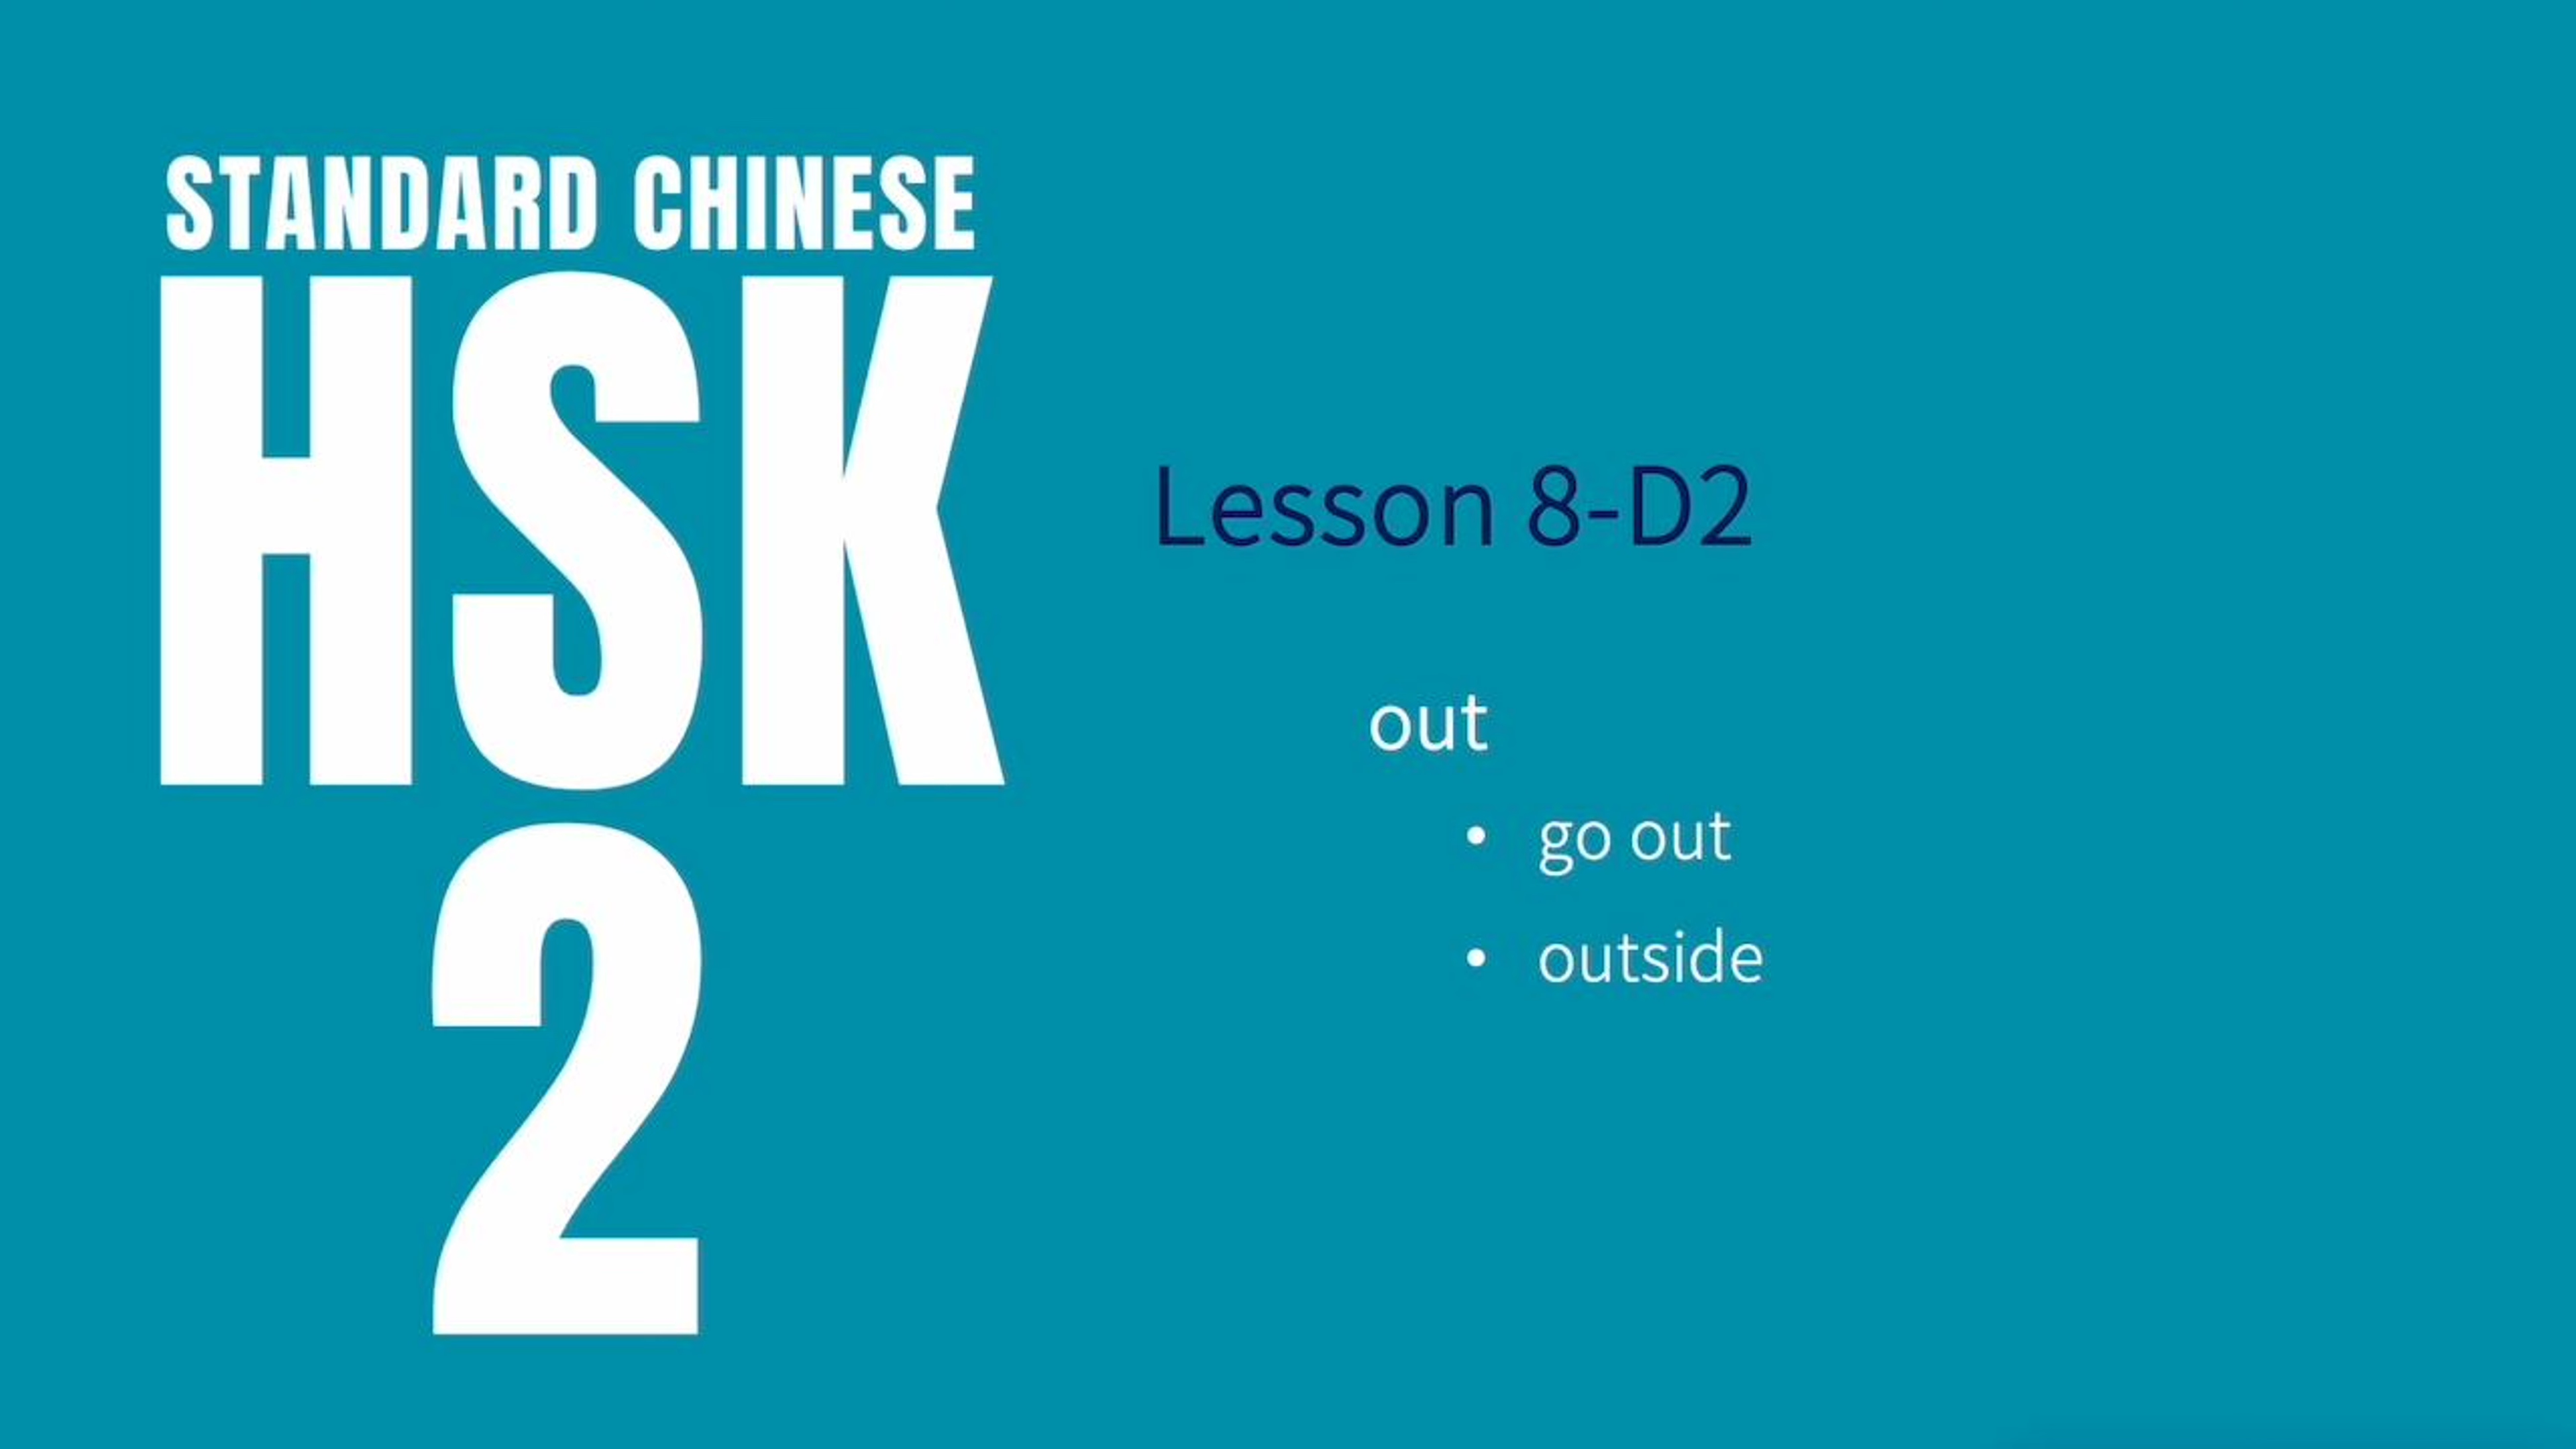 STANDARD CHINESE
HSK
2
Lesson 8-D2
out
• go out
• outside